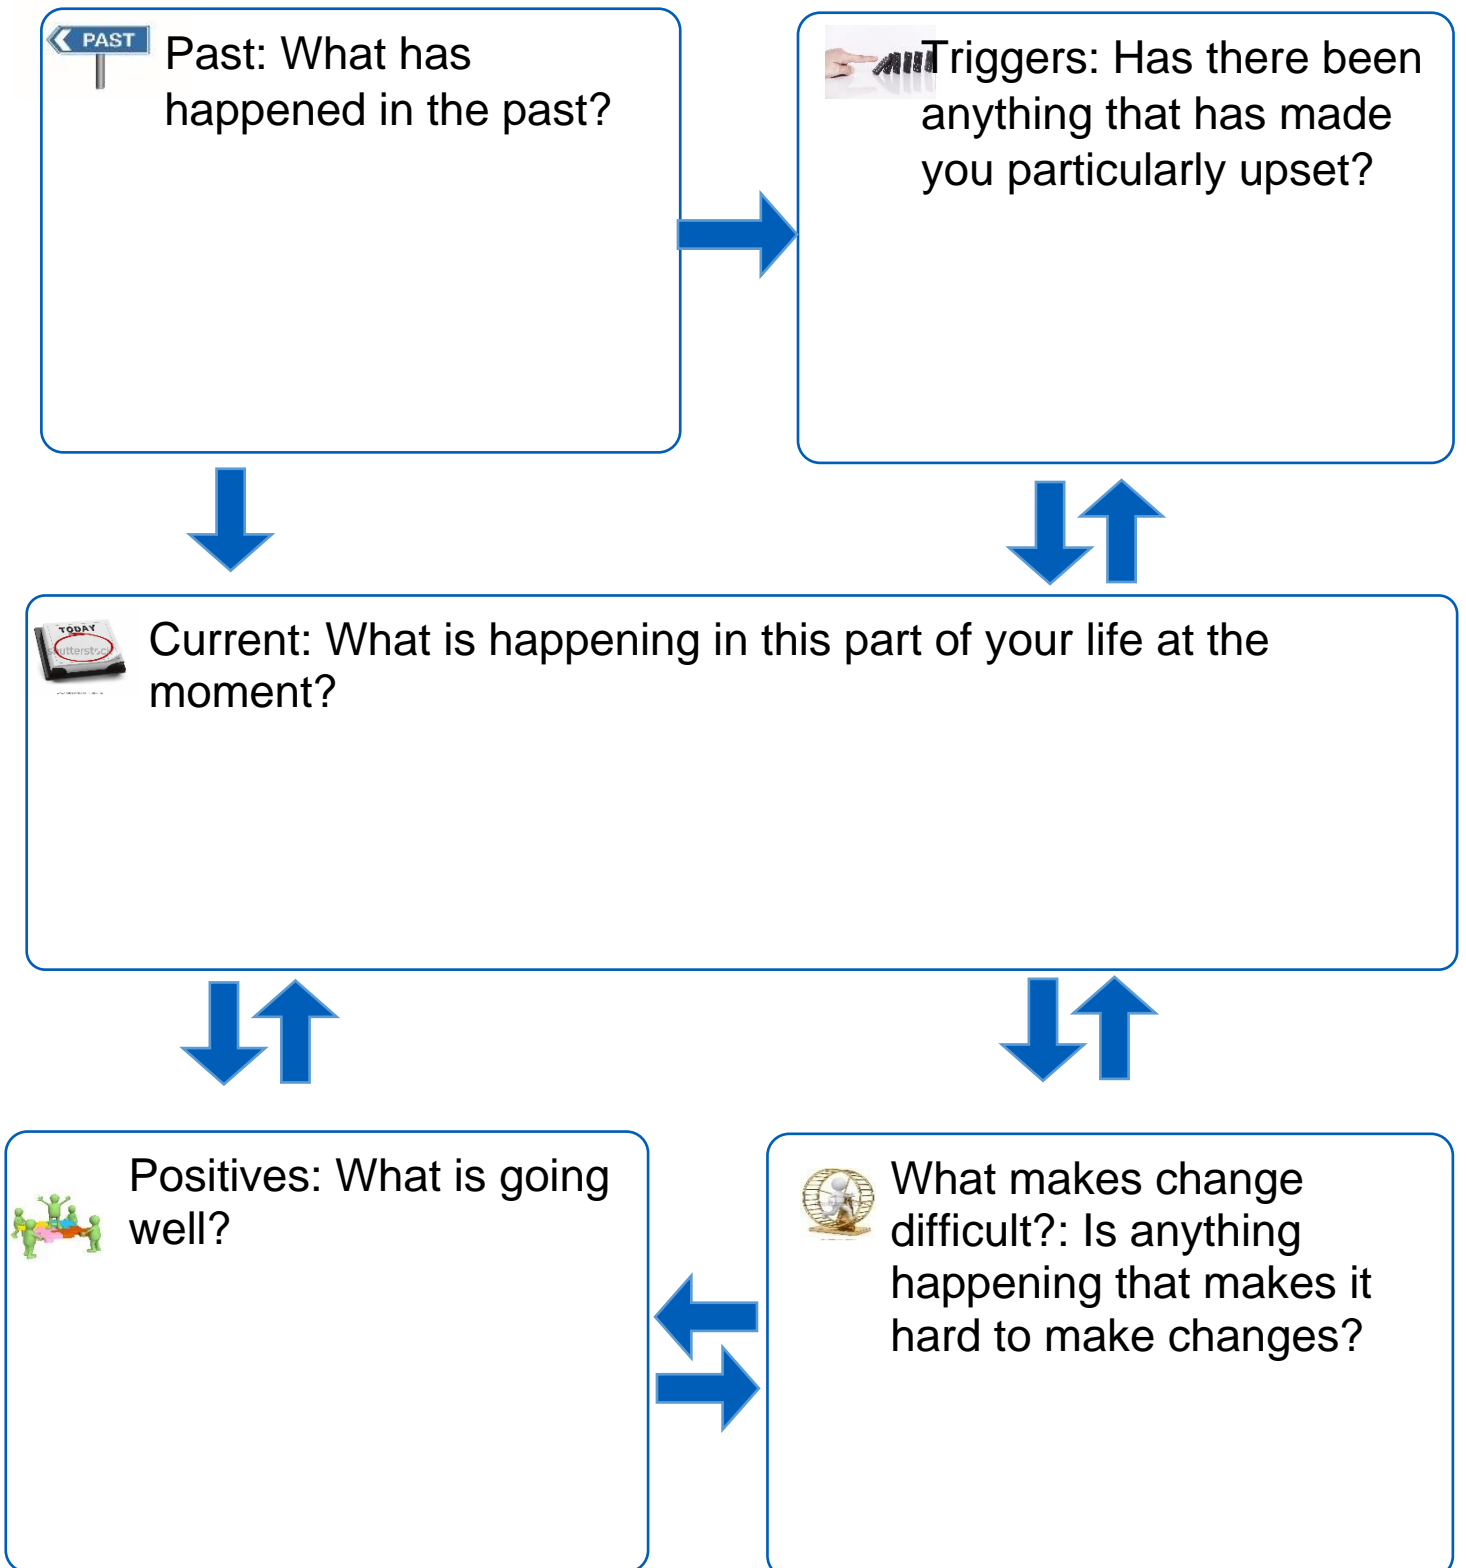 PAST
Past: What has
happened in the past?
Triggers: Has there been
anything that has made
you particularly upset?
TODAY
shutterstock
Current: What is happening in this part of your life at the
moment?
Positives: What is going
well?
What makes change
difficult?: Is anything
happening that makes it
hard to make changes?